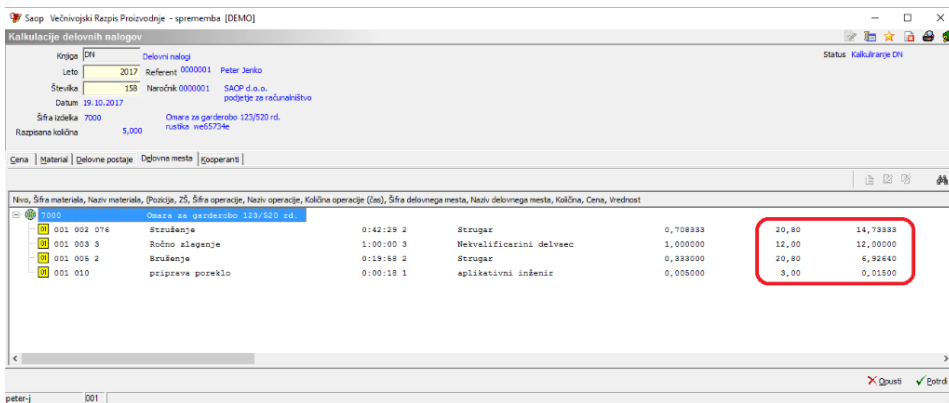 Saop Večnivojski Razpis Proizvodnje - sprememba [DEMO]
Kalkulacije delovnih nalogov
Knjiga DN Delovni nalogi Status Kalkuliranje DN
Leto 2017 Referent 0000001 Peter Jenko
Številka 158 Naročnik 0000001 SAOP d.o.o.
podjetje za računalništvo
Datum 19.10.2017
Šifra izdelka 7000 Omara za garderobo 123/520 rd.
rustika we65734e
Razpisana količina 5,000
Cena Material Delovne postaje Delovna mesta Kooperanti
Nivo, Šifra materiala, Naziv materiala, (Pozicija, ZŠ, Šifra operacije, Naziv operacije, Količina operacije (čas), Šifra delovnega mesta, Naziv delovnega mesta, Količina, Cena, Vrednost
7000 Omara za garderobo 123/520 rd.
01 001 002 076 Struženje 0:42:29 2 Strugar 0,708333 20,80 14,73333
01 001 003 3 Ročno zlaganje 1:00:00 3 Nekvalificarini delvaec 1,000000 12,00 12,00000
01 001 005 2 Brušenje 0:19:58 2 Strugar 0,333000 20,80 6,92640
01 001 010 priprava poreklo 0:00:18 1 aplikativni inženir 0,005000 3,00 0,01500
Opusti Potrdi
peter-j 001